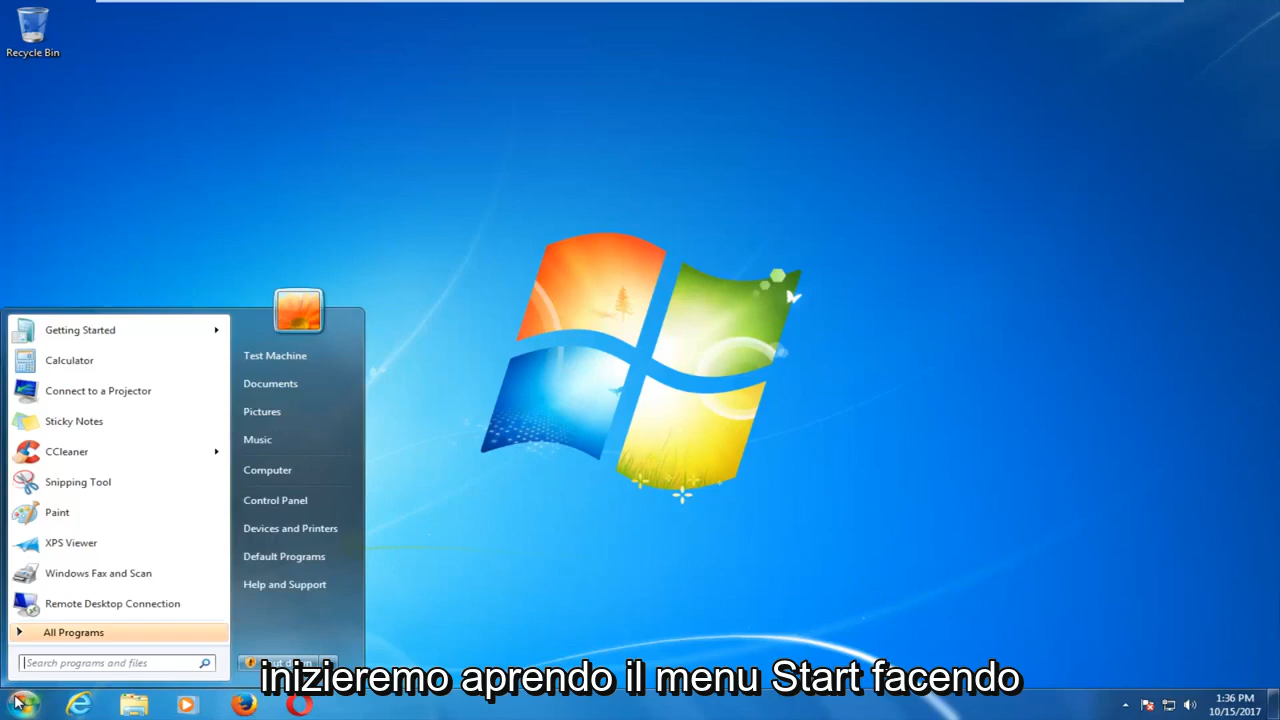 Recycle Bin
Getting Started
Calculator
Connect to a Projector
Sticky Notes
CCleaner
Snipping Tool
Paint
XPS Viewer
Windows Fax and Scan
Remote Desktop Connection
All Programs
Search programs and files
Test Machine
Documents
Pictures
Music
Computer
Control Panel
Devices and Printers
Default Programs
Help and Support
inizieremo aprendo il menu Start facendo
1:36 PM
10/15/2017